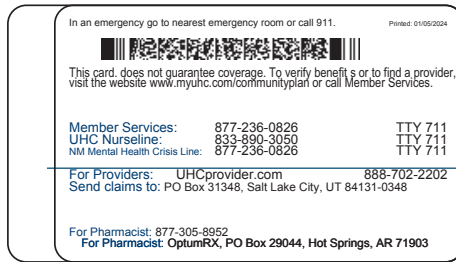 In an emergency go to nearest emergency room or call 911. Printed: 01/05/2024
This card. does not guarantee coverage. To verify benefit s or to find a provider,
visit the website www.myuhc.com/communityplan or call Member Services.
Member Services: 877-236-0826 TTY 711
UHC Nurseline: 833-890-3050 TTY 711
NM Mental Health Crisis Line: 877-236-0826 TTY 711
For Providers: UHCprovider.com 888-702-2202
Send claims to: PO Box 31348, Salt Lake City, UT 84131-0348
For Pharmacist: 877-305-8952
For Pharmacist: OptumRX, PO Box 29044, Hot Springs, AR 71903